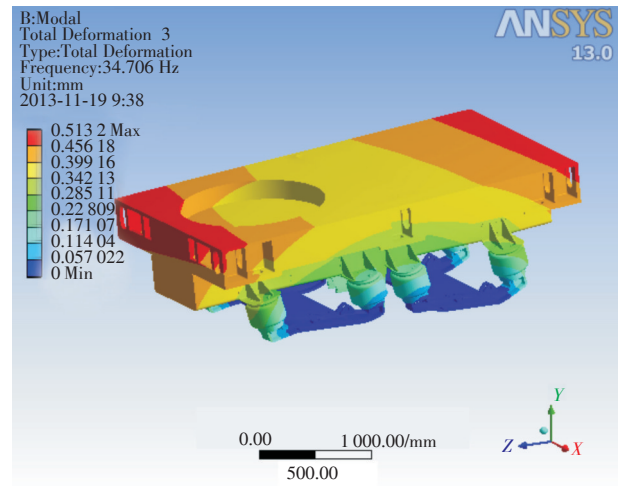 B:Modal
Total Deformation 3
Type:Total Deformation
Frequency:34.706 Hz
Unit:mm
2013-11-19 9:38
ANSYS
13.0
0.513 2 Max
0.456 18
0.399 16
0.342 13
0.285 11
0.22 809
0.171 07
0.114 04
0.057 022
0 Min
0.00 1 000.00/mm
500.00
Y
Z X